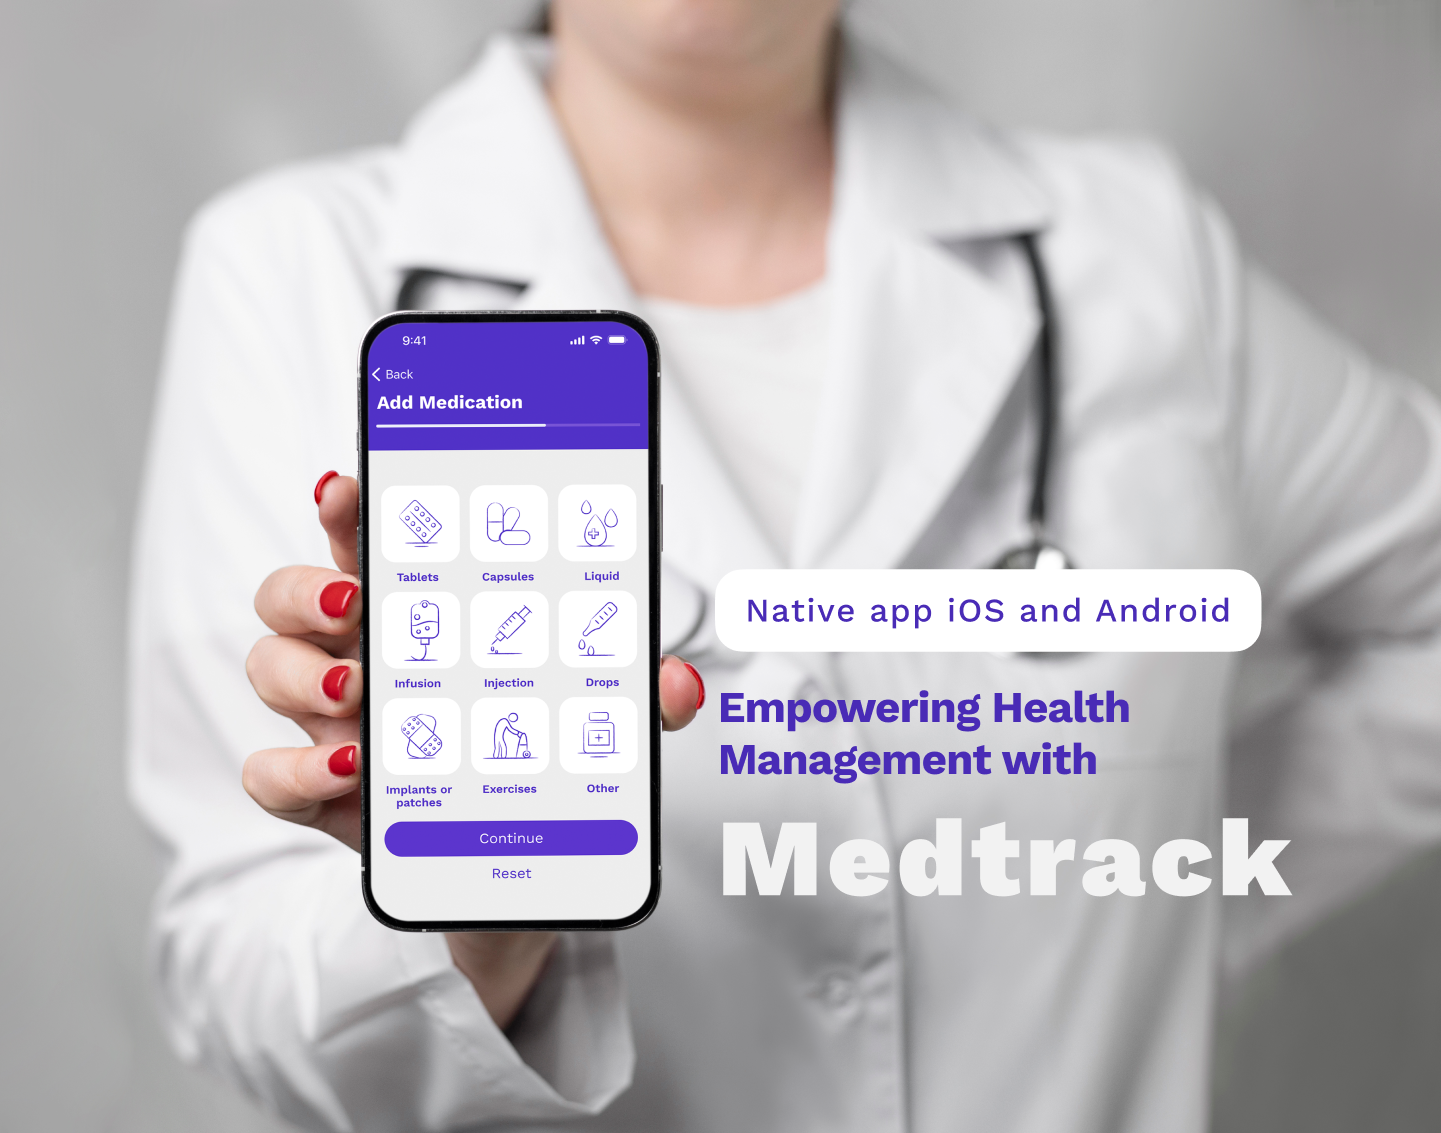 9:41
Back
Add Medication
Tablets
Capsules
Liquid
Infusion
Injection
Drops
Implants or
patches
Exercises
Other
Continue
Reset
Native app iOS and Android
Empowering Health
Management with
Medtrack